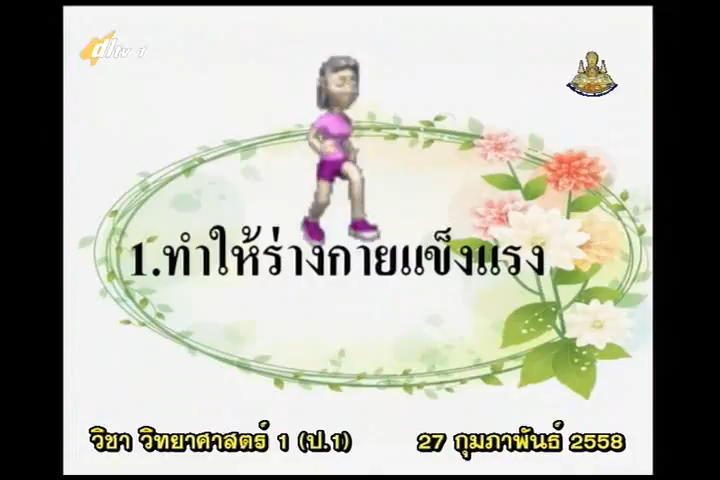 dltv 1
1.ทำให้ร่างกายแข็งแรง
วิชา วิทยาศาสตร์ 1 (ป.1) 27 กุมภาพันธ์ 2558